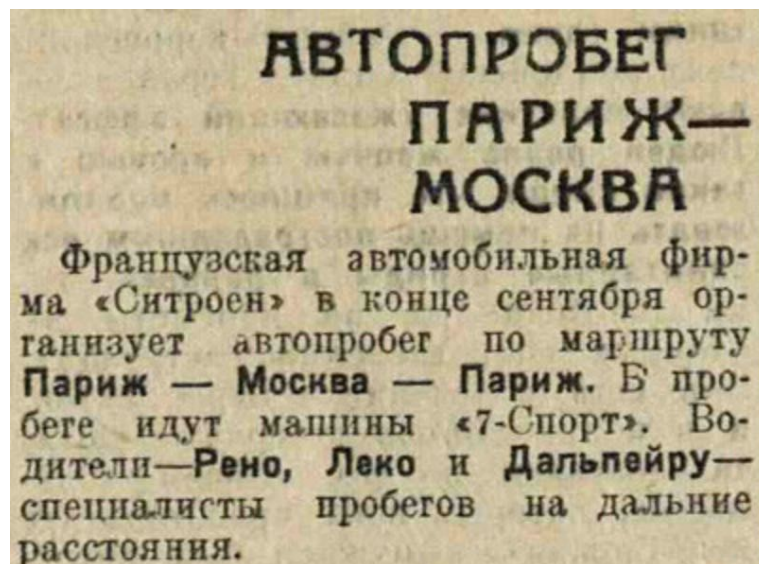 АВТОПРОБЕГ
ПАРИЖ—
МОСКВА
Французская автомобильная фир-
ма «Ситроен» в конце сентября ор-
ганизует автопробег по маршруту
Париж — Москва — Париж. В про-
беге идут машины «7-Спорт». Во-
дители—Рено, Леко и Дальпейру—
специалисты пробегов на дальние
расстояния.